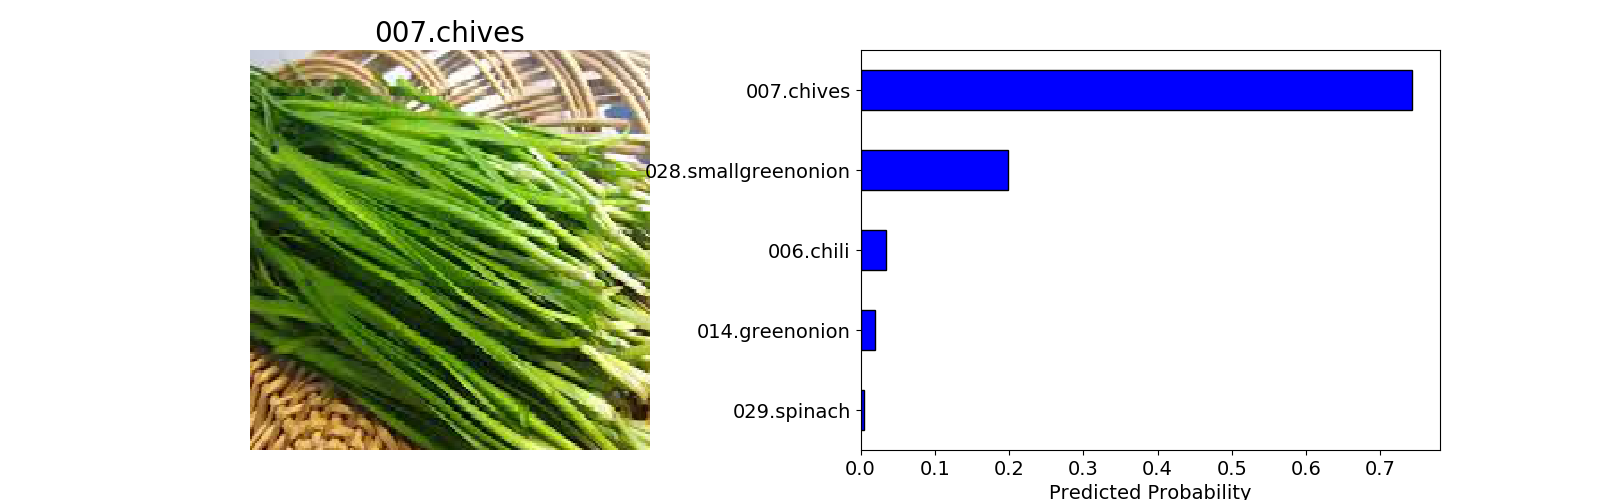 007.chives
007.chives
028.smallgreenonion
006.chili
014.greenonion
029.spinach
0.0 0.1 0.2 0.3 0.4 0.5 0.6 0.7
Predicted Probability